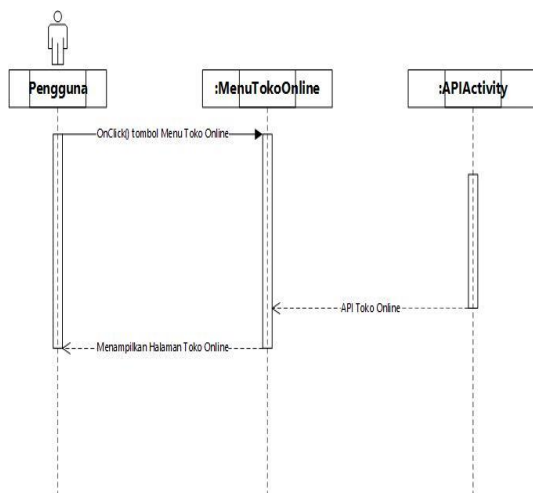 Pengguna
:MenuTokoOnline
:APIActivity
OnClick() tombol Menu Toko Online
API Toko Online
Menampilkan Halaman Toko Online